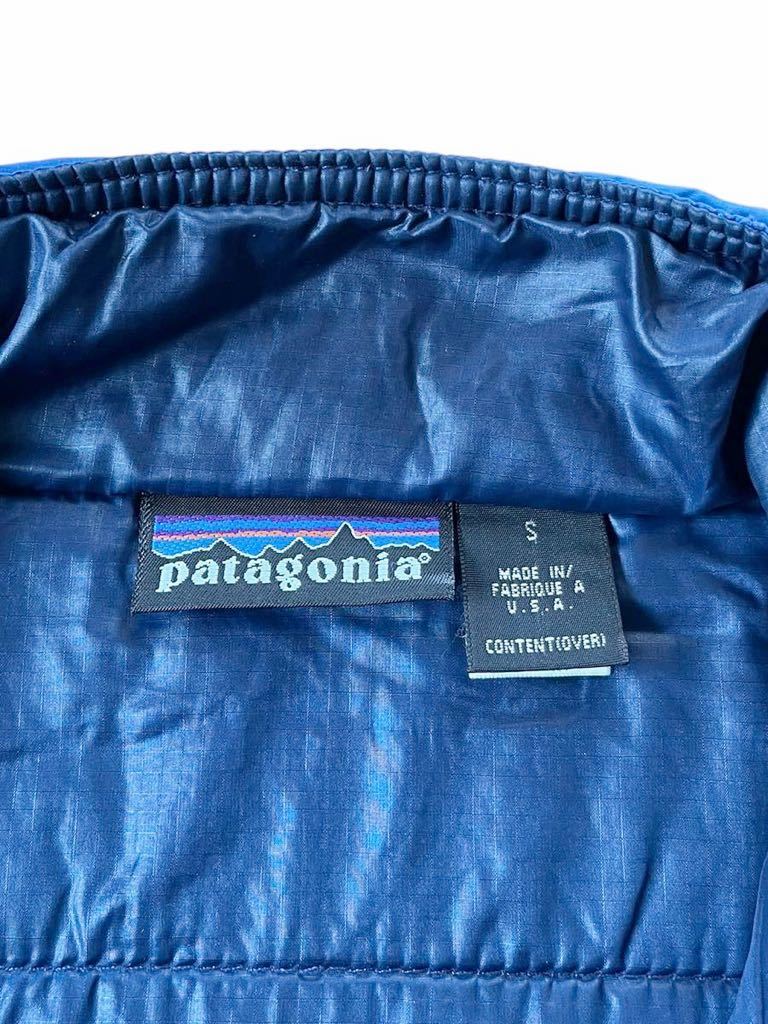 patagonia®
S
MADE IN/
FABRIQUE A
U.S.A.
CONTENT(OVER)